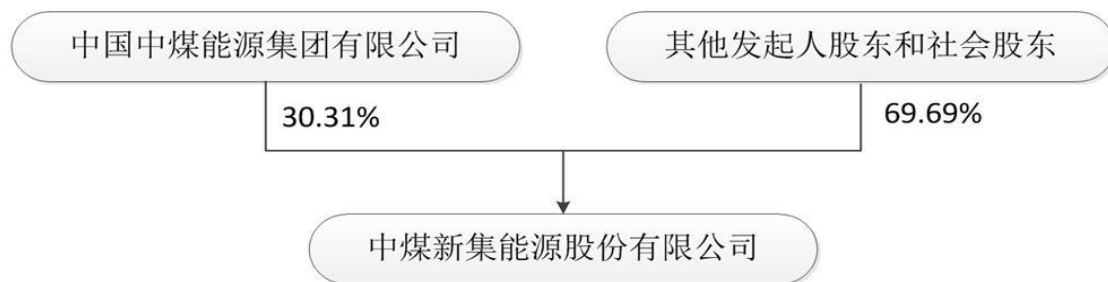 中国中煤能源集团有限公司
其他发起人股东和社会股东
30.31%
69.69%
中煤新集能源股份有限公司